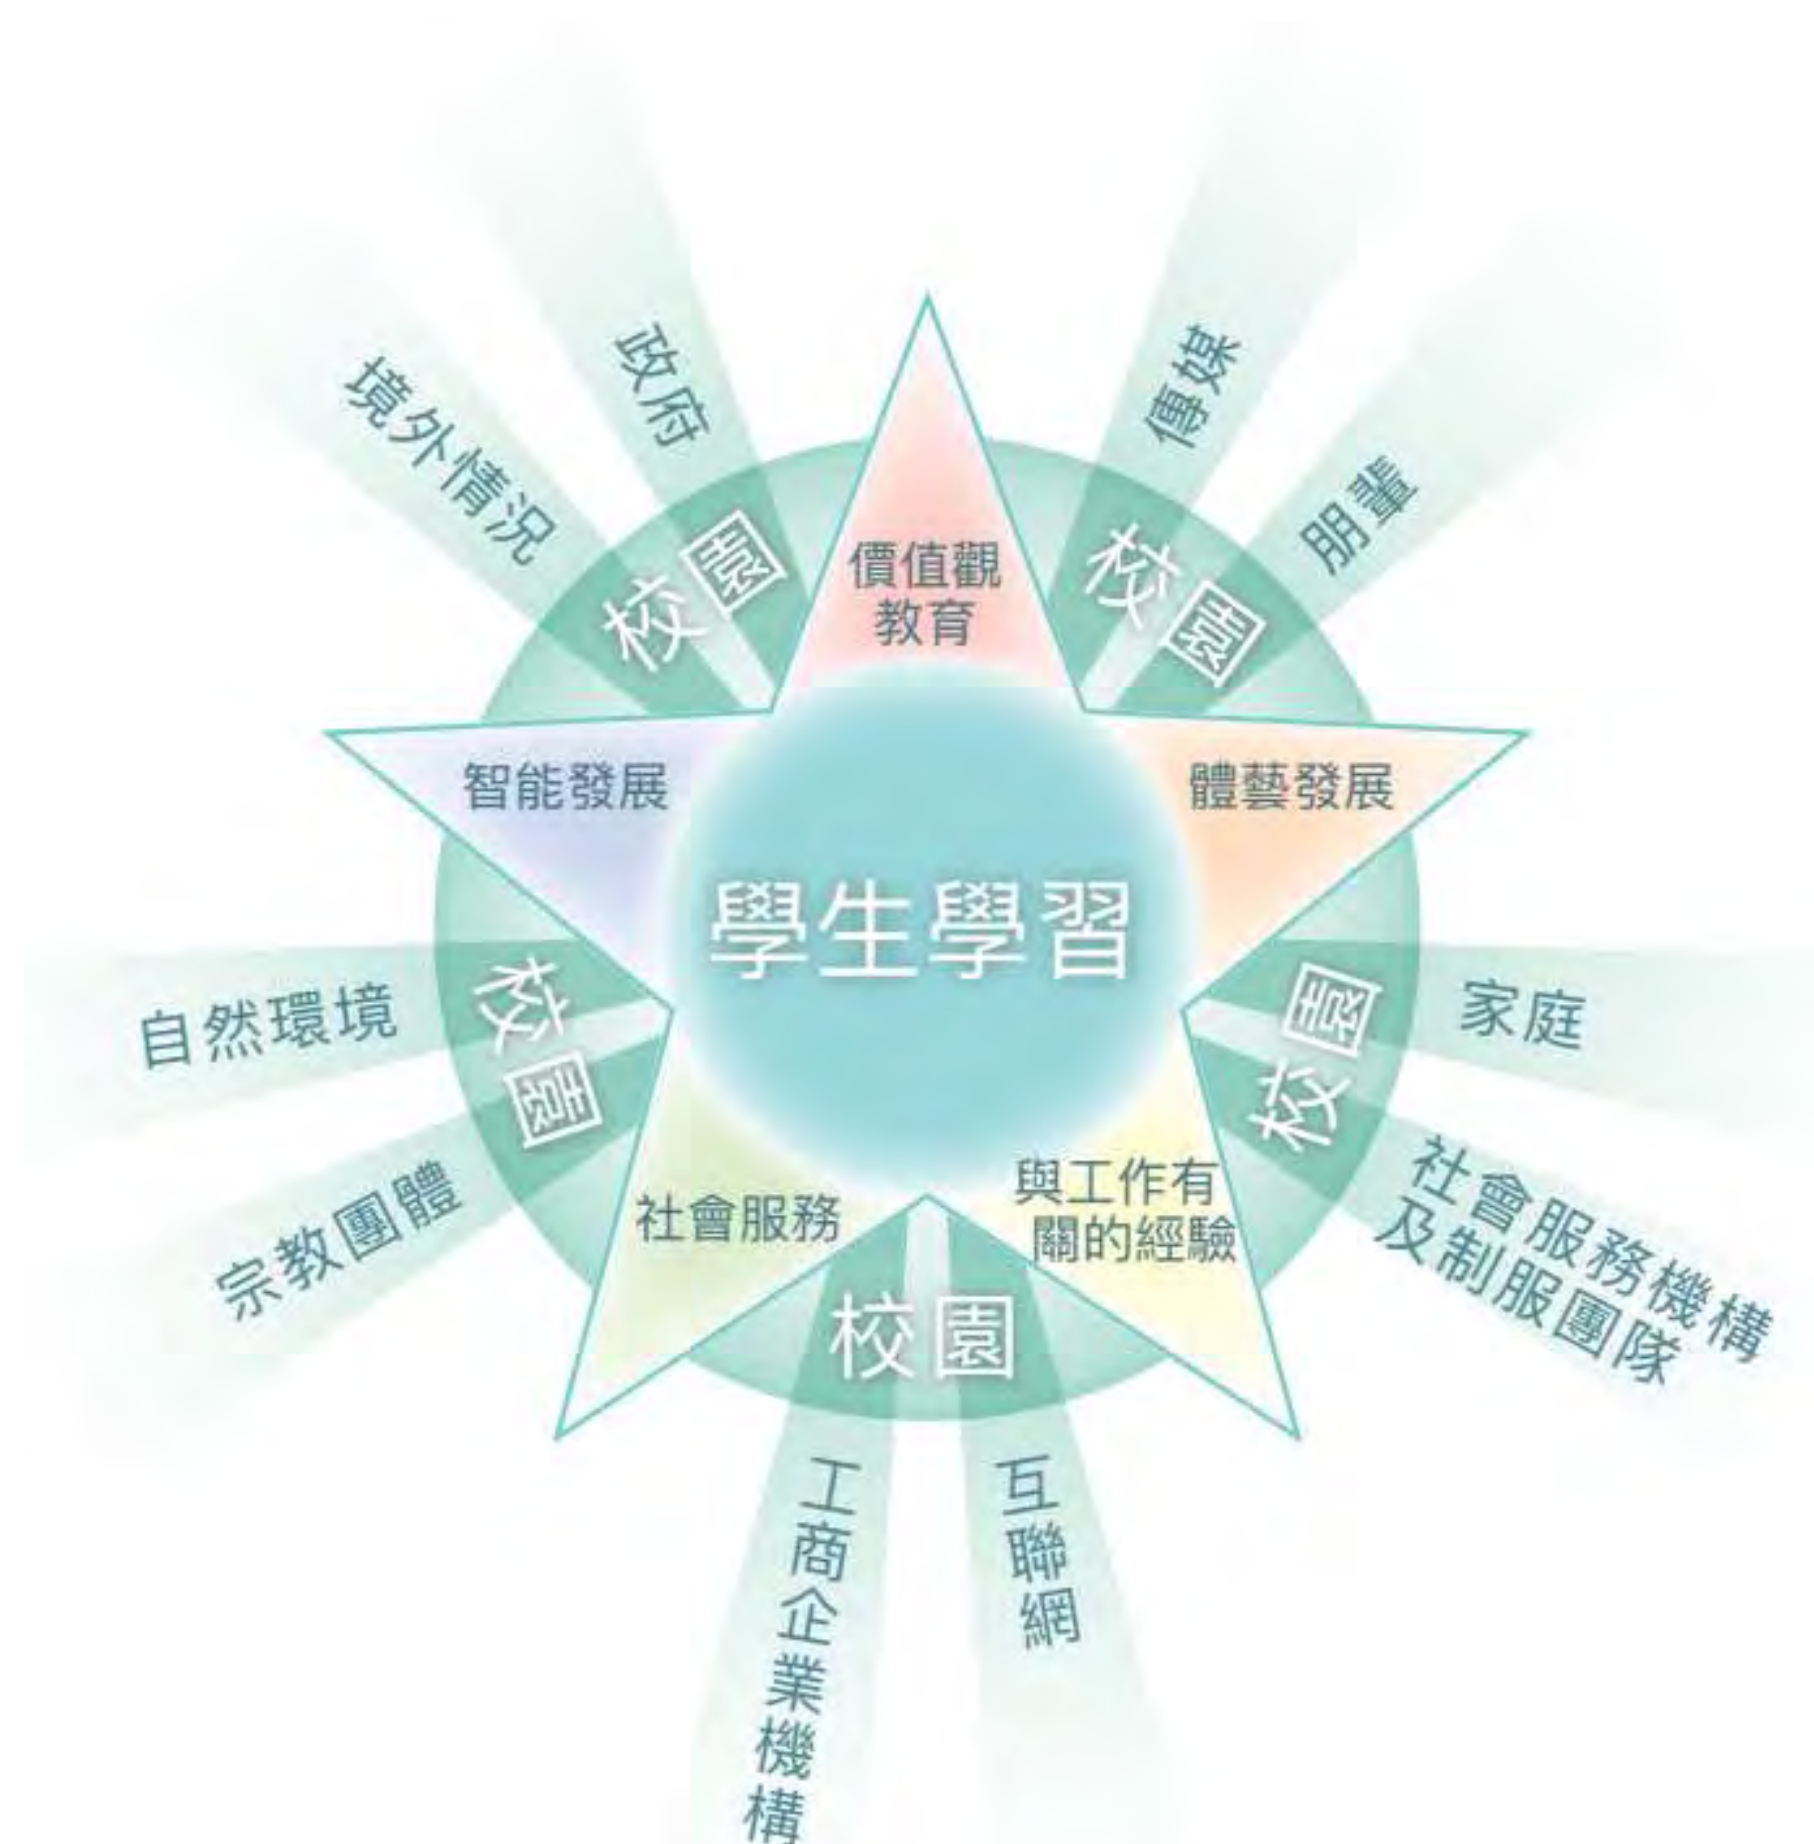 政府
傳媒
境外情況
朋輩
校園
校園
價值觀
教育
智能發展
體藝發展
學生學習
自然環境
校園
校園
家庭
宗教團體
社會服務
與工作有
關的經驗
社會服務機構
及制服團隊
校園
工商企業機構
互聯網